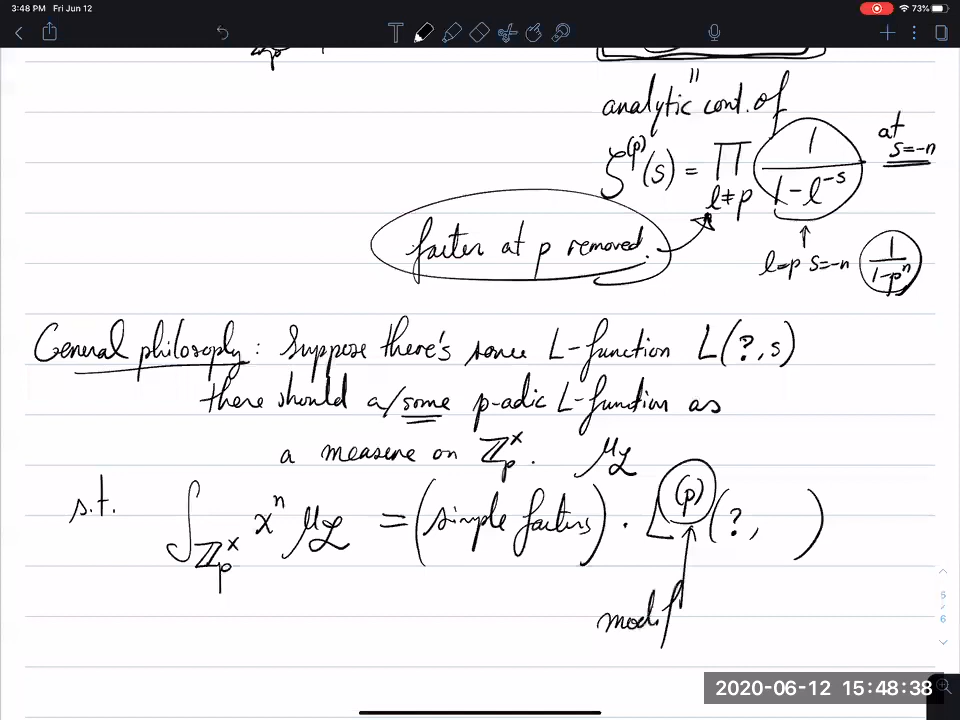 3:48 PM Fri Jun 12
73%
T
analytic cont. of
ζ^(p)(s) = ∏_{l≠p} 1/(1-l^{-s}) at s=-n
factor at p removed.
l=p s=-n 1/(1-p^n)
General philosophy: Suppose there's some L-function L(?,s)
there should a/some p-adic L-function as
a measure on ℤ_p^×. μ_ℒ
s.t. ∫_{ℤ_p^×} x^n μ_ℒ = (simple factors) · L^(p)(?, )
modif
5
/
6
2020-06-12 15:48:38